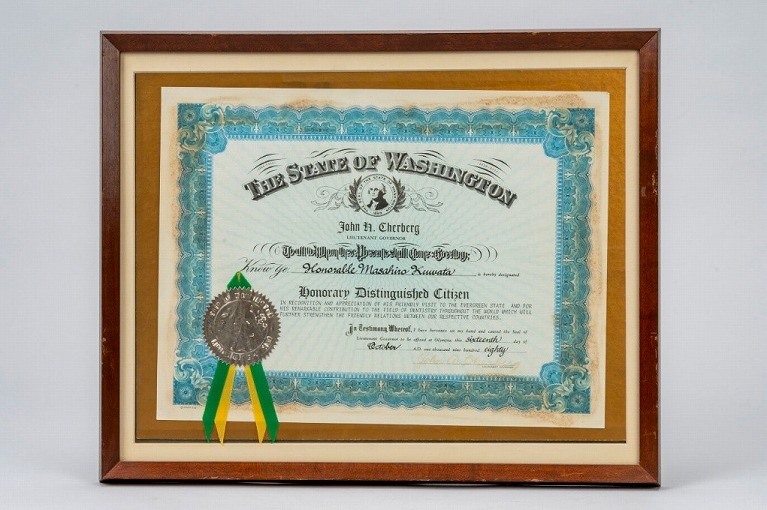 THE STATE OF WASHINGTON
John N. Cherberg
LIEUTENANT GOVERNOR
To all to Whom these Presents shall Come, Greeting:
Know Ye, Honorable Masahiro Kuwata is hereby designated
Honorary Distinguished Citizen
IN RECOGNITION AND APPRECIATION OF HIS FRIENDLY VISIT TO THE EVERGREEN STATE AND FOR
HIS REMARKABLE CONTRIBUTION TO THE FIELD OF DENTISTRY THROUGHOUT THE WORLD WHICH WILL
FURTHER STRENGTHEN THE FRIENDLY RELATIONS BETWEEN OUR RESPECTIVE COUNTRIES.
In Testimony Whereof, I have hereunto set my hand and caused the Seal of
Lieutenant Governor to be affixed at Olympia, this sixteenth day of
October A.D. one thousand nine hundred eighty